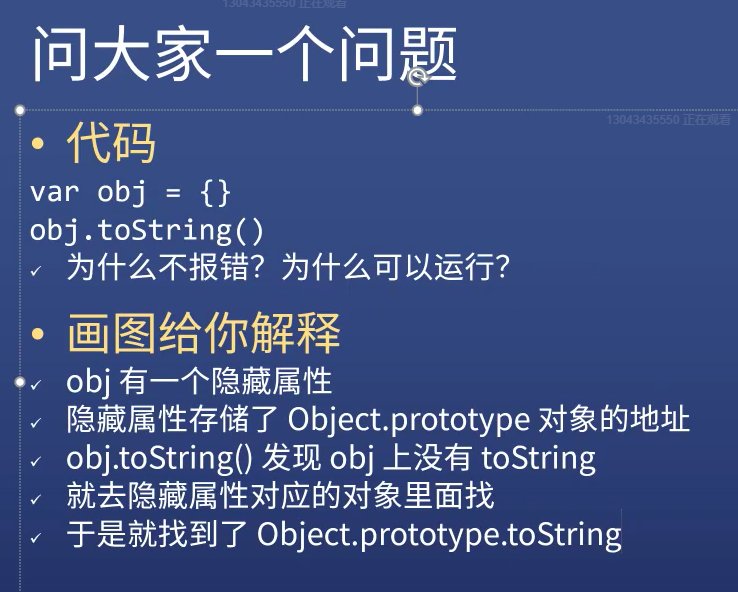 13043435550 正在观看
问大家一个问题
13043435550 正在观看
• 代码
var obj = {}
obj.toString()
✓ 为什么不报错？为什么可以运行？
• 画图给你解释
✓ obj 有一个隐藏属性
✓ 隐藏属性存储了 Object.prototype 对象的地址
✓ obj.toString() 发现 obj 上没有 toString
✓ 就去隐藏属性对应的对象里面找
✓ 于是就找到了 Object.prototype.toString